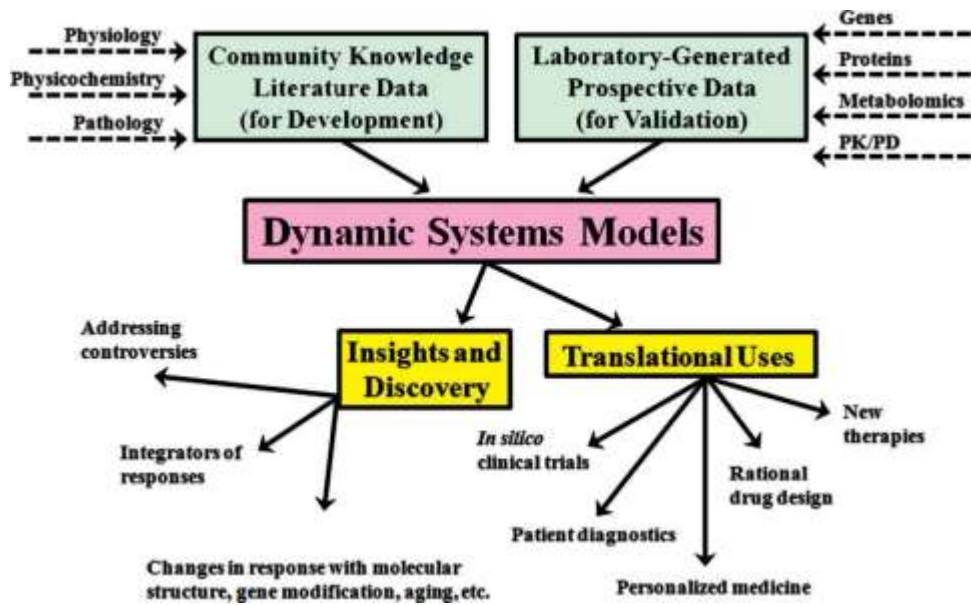 Physiology
Physicochemistry
Pathology
Community Knowledge
Literature Data
(for Development)
Laboratory-Generated
Prospective Data
(for Validation)
Genes
Proteins
Metabolomics
PK/PD
Dynamic Systems Models
Insights and
Discovery
Translational Uses
Addressing
controversies
Integrators of
responses
Changes in response with molecular
structure, gene modification, aging, etc.
In silico
clinical trials
Patient diagnostics
Personalized medicine
Rational
drug design
New
therapies